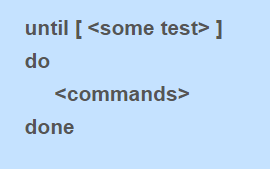 until [ <some test> ]
do
<commands>
done